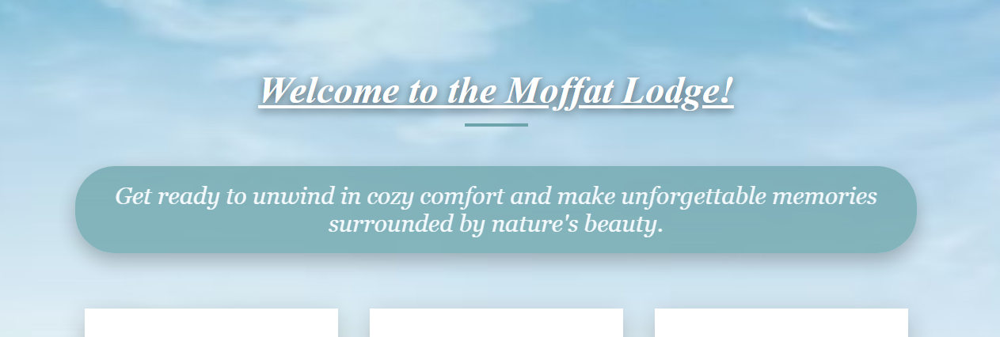 Welcome to the Moffat Lodge!
Get ready to unwind in cozy comfort and make unforgettable memories
surrounded by nature's beauty.